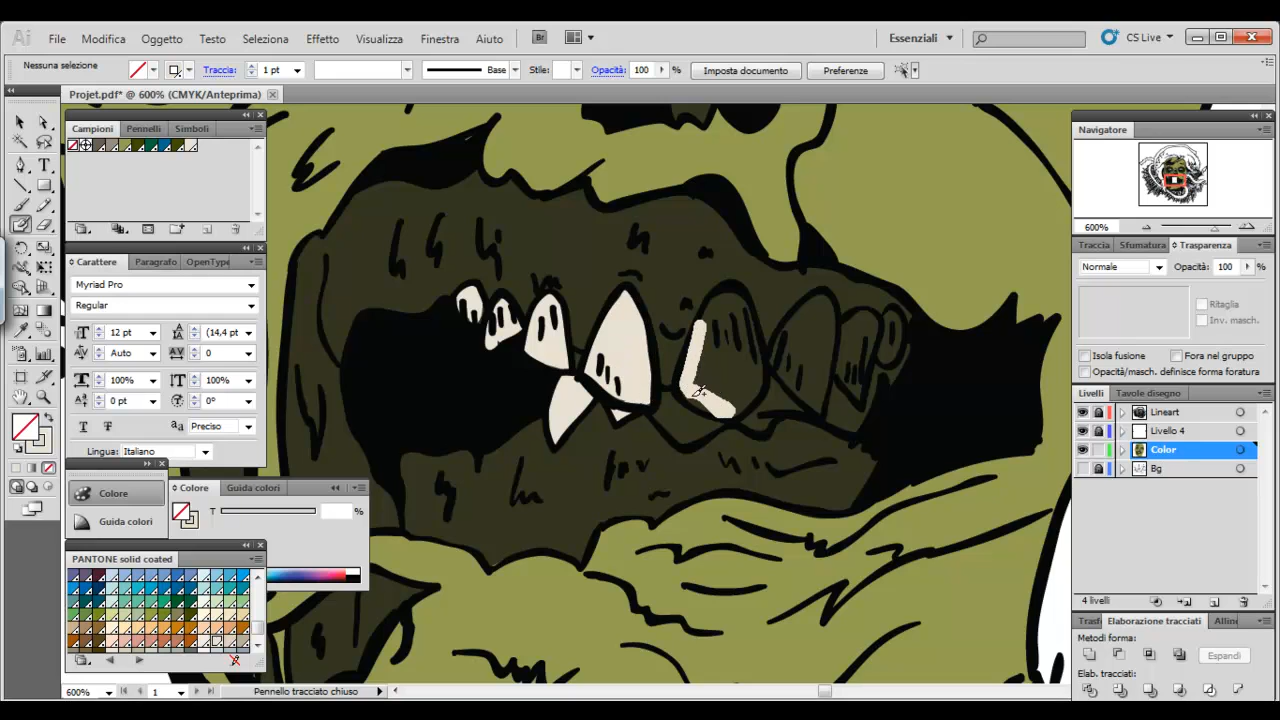 Ai File Modifica Oggetto Testo Seleziona Effetto Visualizza Finestra Aiuto Br Essenziali CS Live
Nessuna selezione Traccia: 1 pt Base Stile: Opacità: 100 % Imposta documento Preferenze
Projet.pdf* @ 600% (CMYK/Anteprima)
Campioni Pennelli Simboli
Carattere Paragrafo OpenType
Myriad Pro
Regular
12 pt (14,4 pt
Auto 0
100% 100%
0 pt 0°
Preciso
Lingua: Italiano
Colore
Guida colori
Colore Guida colori
T %
PANTONE solid coated
Navigatore
600%
Traccia Sfumatura Trasparenza
Normale Opacità: 100 %
Ritaglia
Inv. masch.
Isola fusione Fora nel gruppo
Opacità/masch. definisce forma foratura
Livelli Tavole disegno
Lineart
Livello 4
Color
Bg
4 livelli
Trasf Elaborazione tracciati Allin
Metodi forma:
Espandi
Elab. tracciati:
600% 1 Pennello tracciato chiuso